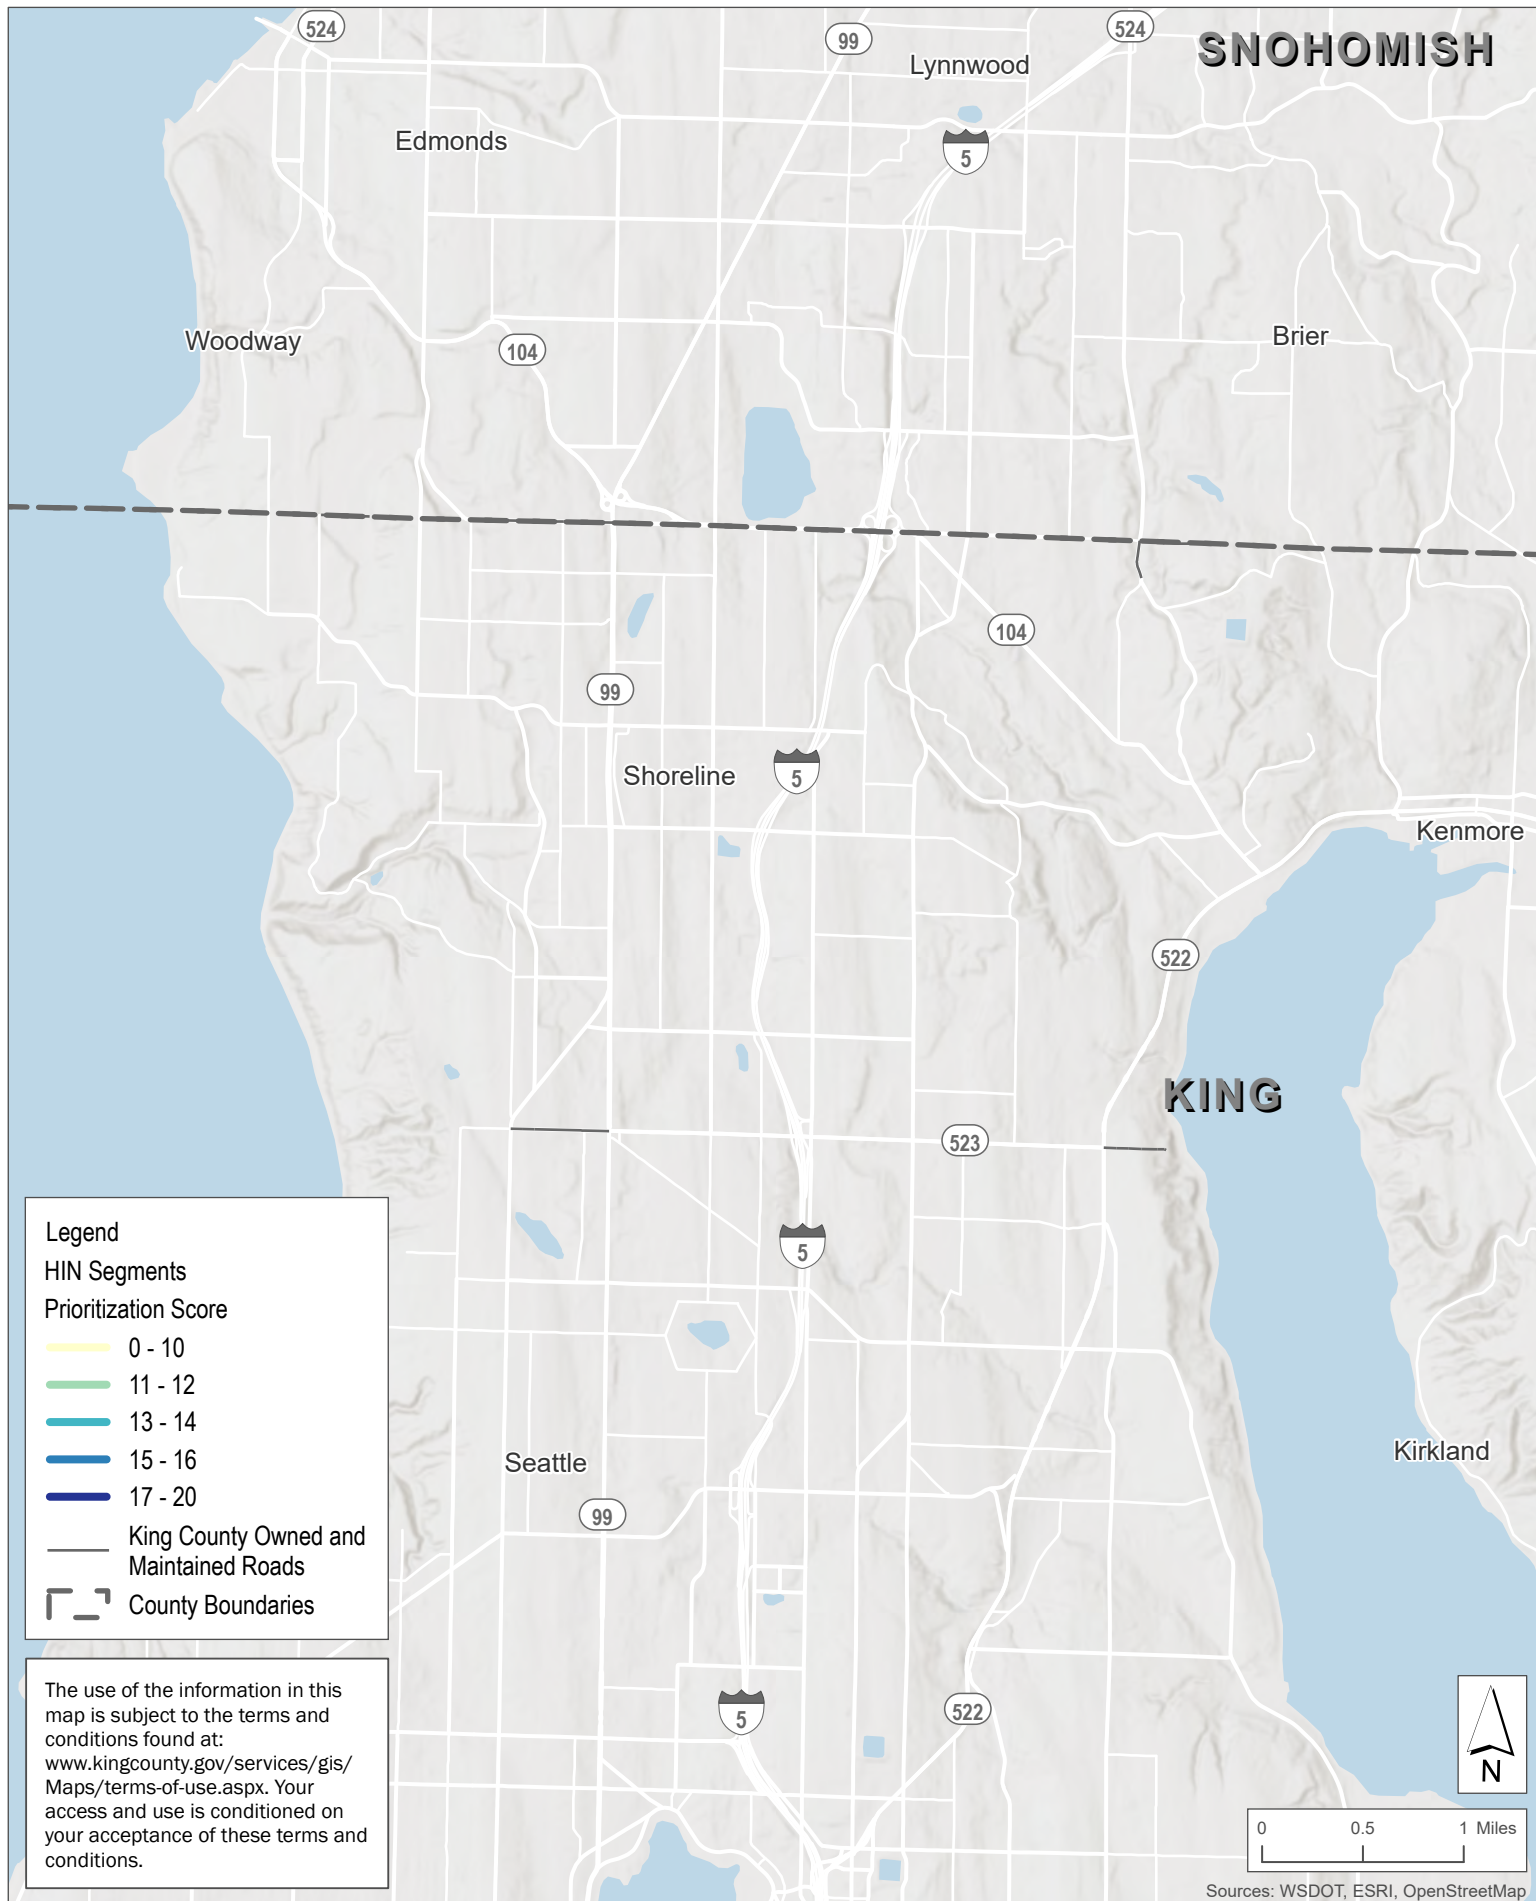 524
99
524
SNOHOMISH
Lynnwood
Edmonds
5
Woodway
104
Brier
104
99
Shoreline
5
Kenmore
522
KING
523
5
Legend
HIN Segments
Prioritization Score
0 - 10
11 - 12
13 - 14
15 - 16
17 - 20
King County Owned and
Maintained Roads
County Boundaries
Seattle
Kirkland
99
The use of the information in this
map is subject to the terms and
conditions found at:
www.kingcounty.gov/services/gis/
Maps/terms-of-use.aspx. Your
access and use is conditioned on
your acceptance of these terms and
conditions.
5
522
N
0 0.5 1 Miles
Sources: WSDOT, ESRI, OpenStreetMap